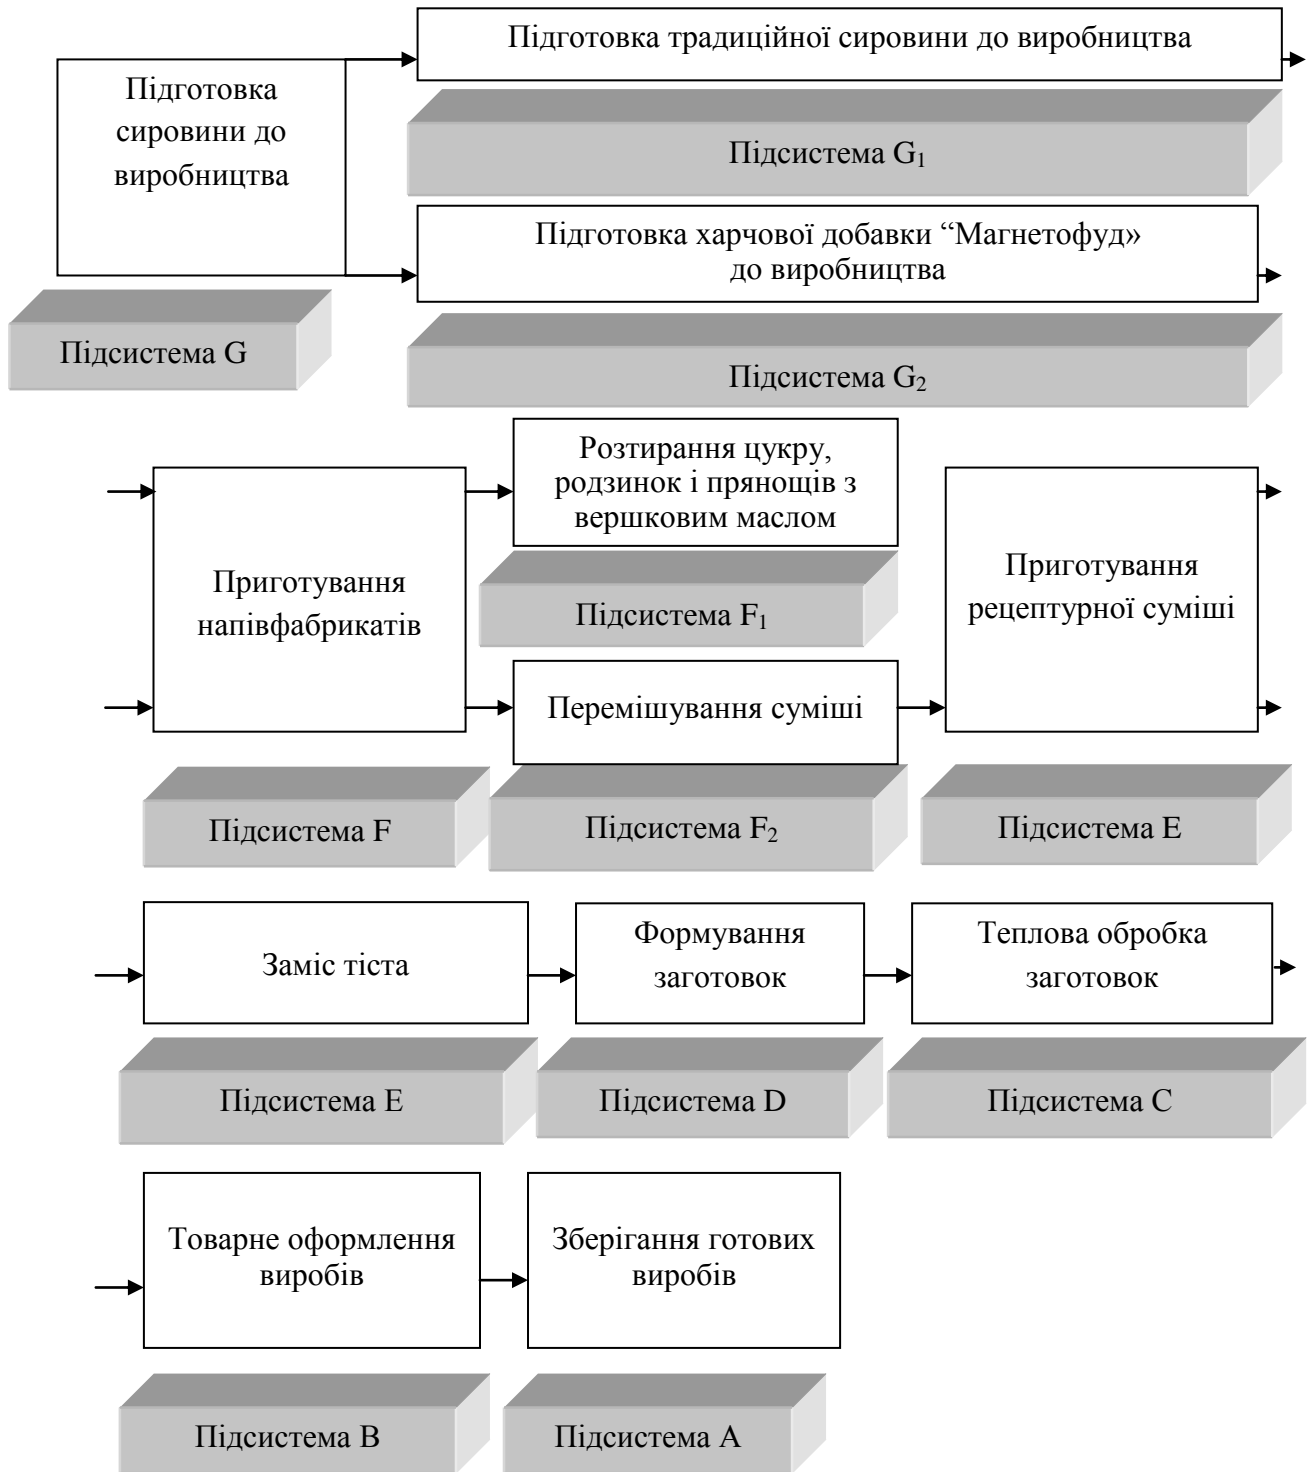 Підготовка традиційної сировини до виробництва
Підготовка
сировини до
виробництва
Підсистема G₁
Підготовка харчової добавки “Магнетофуд»
до виробництва
Підсистема G
Підсистема G₂
Розтирання цукру,
родзинок і прянощів з
вершковим маслом
Приготування
напівфабрикатів
Підсистема F₁
Приготування
рецептурної суміші
Перемішування суміші
Підсистема F
Підсистема F₂
Підсистема E
Заміс тіста
Формування
заготовок
Теплова обробка
заготовок
Підсистема E
Підсистема D
Підсистема C
Товарне оформлення
виробів
Зберігання готових
виробів
Підсистема B
Підсистема A